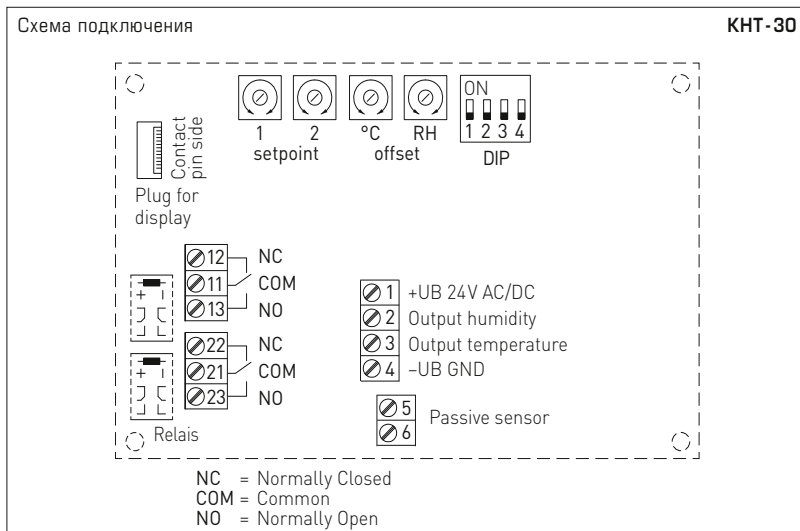 Схема подключения KHT-30
ON
1 2 3 4
DIP
1 2
setpoint
°C RH
offset
Contact
pin side
Plug for
display
12 NC
11 COM
13 NO
22 NC
21 COM
23 NO
+ –
+ –
Relais
1 +UB 24V AC/DC
2 Output humidity
3 Output temperature
4 –UB GND
5
6
Passive sensor
NC = Normally Closed
COM = Common
NO = Normally Open